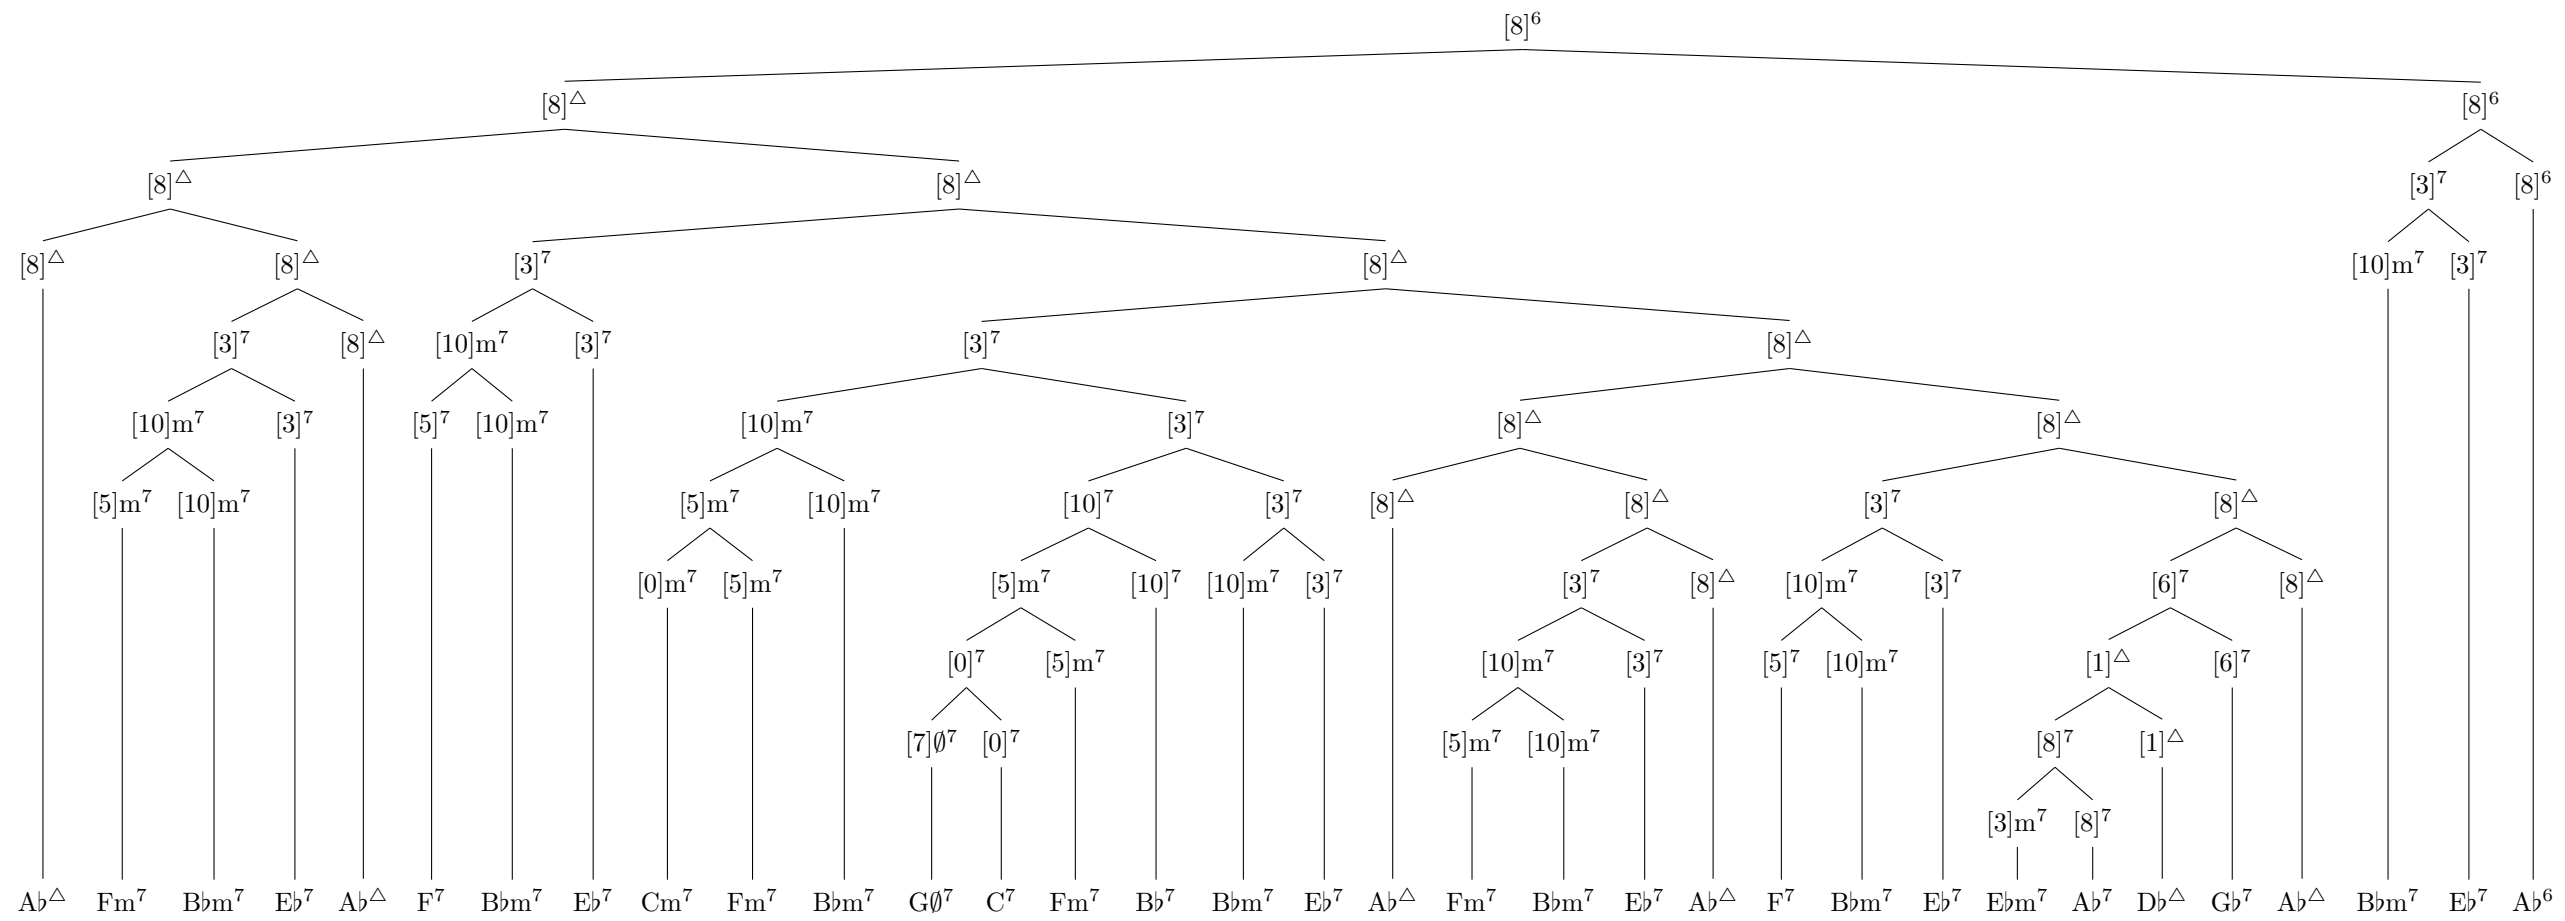 [8]⁶
[8]△ [8]⁶
[8]△ [8]△ [3]⁷ [8]⁶
[8]△ [8]△ [3]⁷ [8]△ [10]m⁷ [3]⁷
[3]⁷ [8]△ [10]m⁷ [3]⁷ [3]⁷ [8]△
[10]m⁷ [3]⁷ [5]⁷ [10]m⁷ [10]m⁷ [3]⁷ [8]△ [8]△
[5]m⁷ [10]m⁷ [5]m⁷ [10]m⁷ [10]⁷ [3]⁷ [8]△ [8]△ [3]⁷ [8]△
[0]m⁷ [5]m⁷ [5]m⁷ [10]⁷ [10]m⁷ [3]⁷ [3]⁷ [8]△ [10]m⁷ [3]⁷ [6]⁷ [8]△
[0]⁷ [5]m⁷ [10]m⁷ [3]⁷ [5]⁷ [10]m⁷ [1]△ [6]⁷
[7]∅⁷ [0]⁷ [5]m⁷ [10]m⁷ [8]⁷ [1]△
[3]m⁷ [8]⁷
A♭△ Fm⁷ B♭m⁷ E♭⁷ A♭△ F⁷ B♭m⁷ E♭⁷ Cm⁷ Fm⁷ B♭m⁷ G∅⁷ C⁷ Fm⁷ B♭⁷ B♭m⁷ E♭⁷ A♭△ Fm⁷ B♭m⁷ E♭⁷ A♭△ F⁷ B♭m⁷ E♭⁷ E♭m⁷ A♭⁷ D♭△ G♭⁷ A♭△ B♭m⁷ E♭⁷ A♭⁶